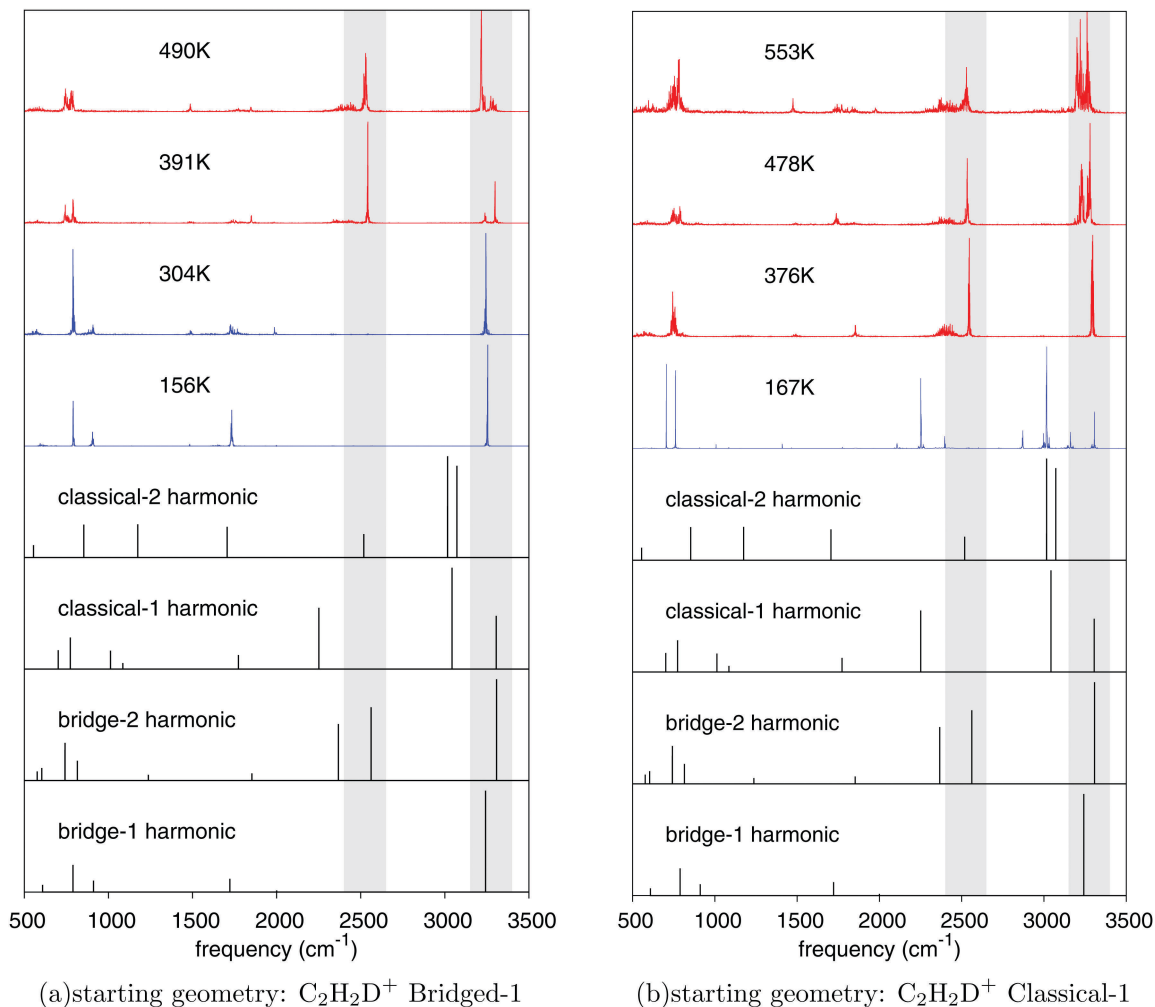 490K
391K
304K
156K
classical-2 harmonic
classical-1 harmonic
bridge-2 harmonic
bridge-1 harmonic
500 1000 1500 2000 2500 3000 3500
frequency (cm⁻¹)
(a)starting geometry: C₂H₂D⁺ Bridged-1
553K
478K
376K
167K
classical-2 harmonic
classical-1 harmonic
bridge-2 harmonic
bridge-1 harmonic
500 1000 1500 2000 2500 3000 3500
frequency (cm⁻¹)
(b)starting geometry: C₂H₂D⁺ Classical-1